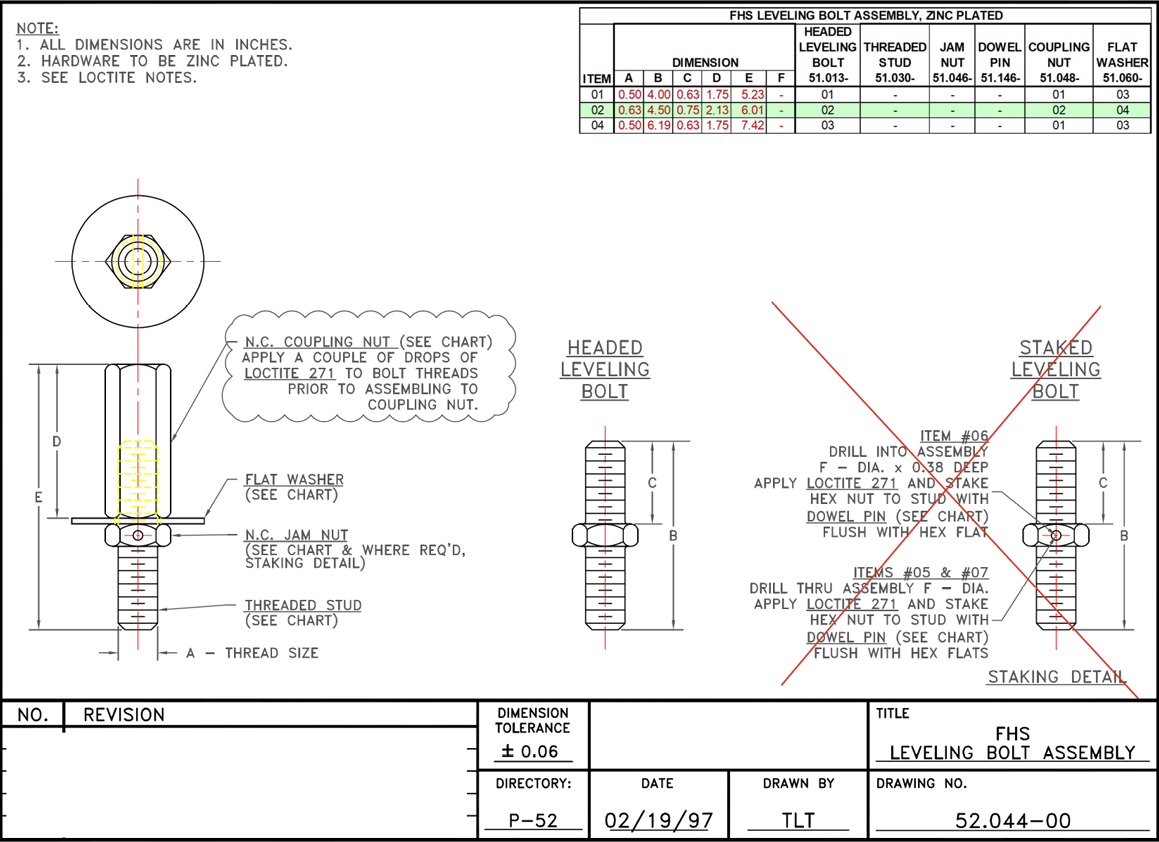 NOTE:
1. ALL DIMENSIONS ARE IN INCHES.
2. HARDWARE TO BE ZINC PLATED.
3. SEE LOCTITE NOTES.
FHS LEVELING BOLT ASSEMBLY, ZINC PLATED
ITEM
DIMENSION
A B C D E F
HEADED
LEVELING
BOLT
51.013-
THREADED
STUD
51.030-
JAM
NUT
51.046-
DOWEL
PIN
51.146-
COUPLING
NUT
51.048-
FLAT
WASHER
51.060-
01 0.50 4.00 0.63 1.75 5.23 - 01 - - - 01 03
02 0.63 4.50 0.75 2.13 6.01 - 02 - - - 02 04
04 0.50 6.19 0.63 1.75 7.42 - 03 - - - 01 03
N.C. COUPLING NUT (SEE CHART)
APPLY A COUPLE OF DROPS OF
LOCTITE 271 TO BOLT THREADS
PRIOR TO ASSEMBLING TO
COUPLING NUT.
D
E
FLAT WASHER
(SEE CHART)
N.C. JAM NUT
(SEE CHART & WHERE REQ'D,
STAKING DETAIL)
THREADED STUD
(SEE CHART)
A - THREAD SIZE
HEADED
LEVELING
BOLT
C
B
STAKED
LEVELING
BOLT
ITEM #06
DRILL INTO ASSEMBLY
F - DIA. x 0.38 DEEP
APPLY LOCTITE 271 AND STAKE
HEX NUT TO STUD WITH
DOWEL PIN (SEE CHART)
FLUSH WITH HEX FLAT
ITEMS #05 & #07
DRILL THRU ASSEMBLY F - DIA.
APPLY LOCTITE 271 AND STAKE
HEX NUT TO STUD WITH
DOWEL PIN (SEE CHART)
FLUSH WITH HEX FLATS
C
B
STAKING DETAIL
NO. REVISION
DIMENSION
TOLERANCE
± 0.06
TITLE
FHS
LEVELING BOLT ASSEMBLY
DIRECTORY:
P-52
DATE
02/19/97
DRAWN BY
TLT
DRAWING NO.
52.044-00